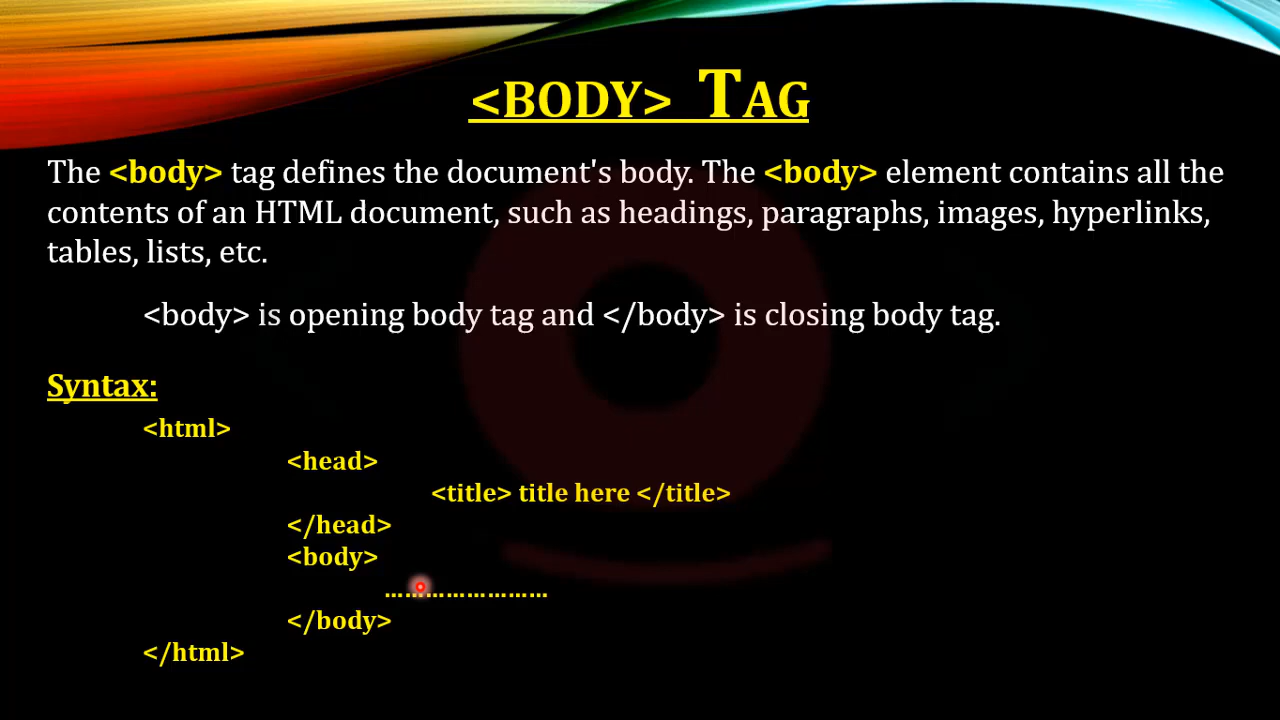 <BODY> TAG
The <body> tag defines the document's body. The <body> element contains all the
contents of an HTML document, such as headings, paragraphs, images, hyperlinks,
tables, lists, etc.
<body> is opening body tag and </body> is closing body tag.
Syntax:
<html>
<head>
<title> title here </title>
</head>
<body>
........................
</body>
</html>